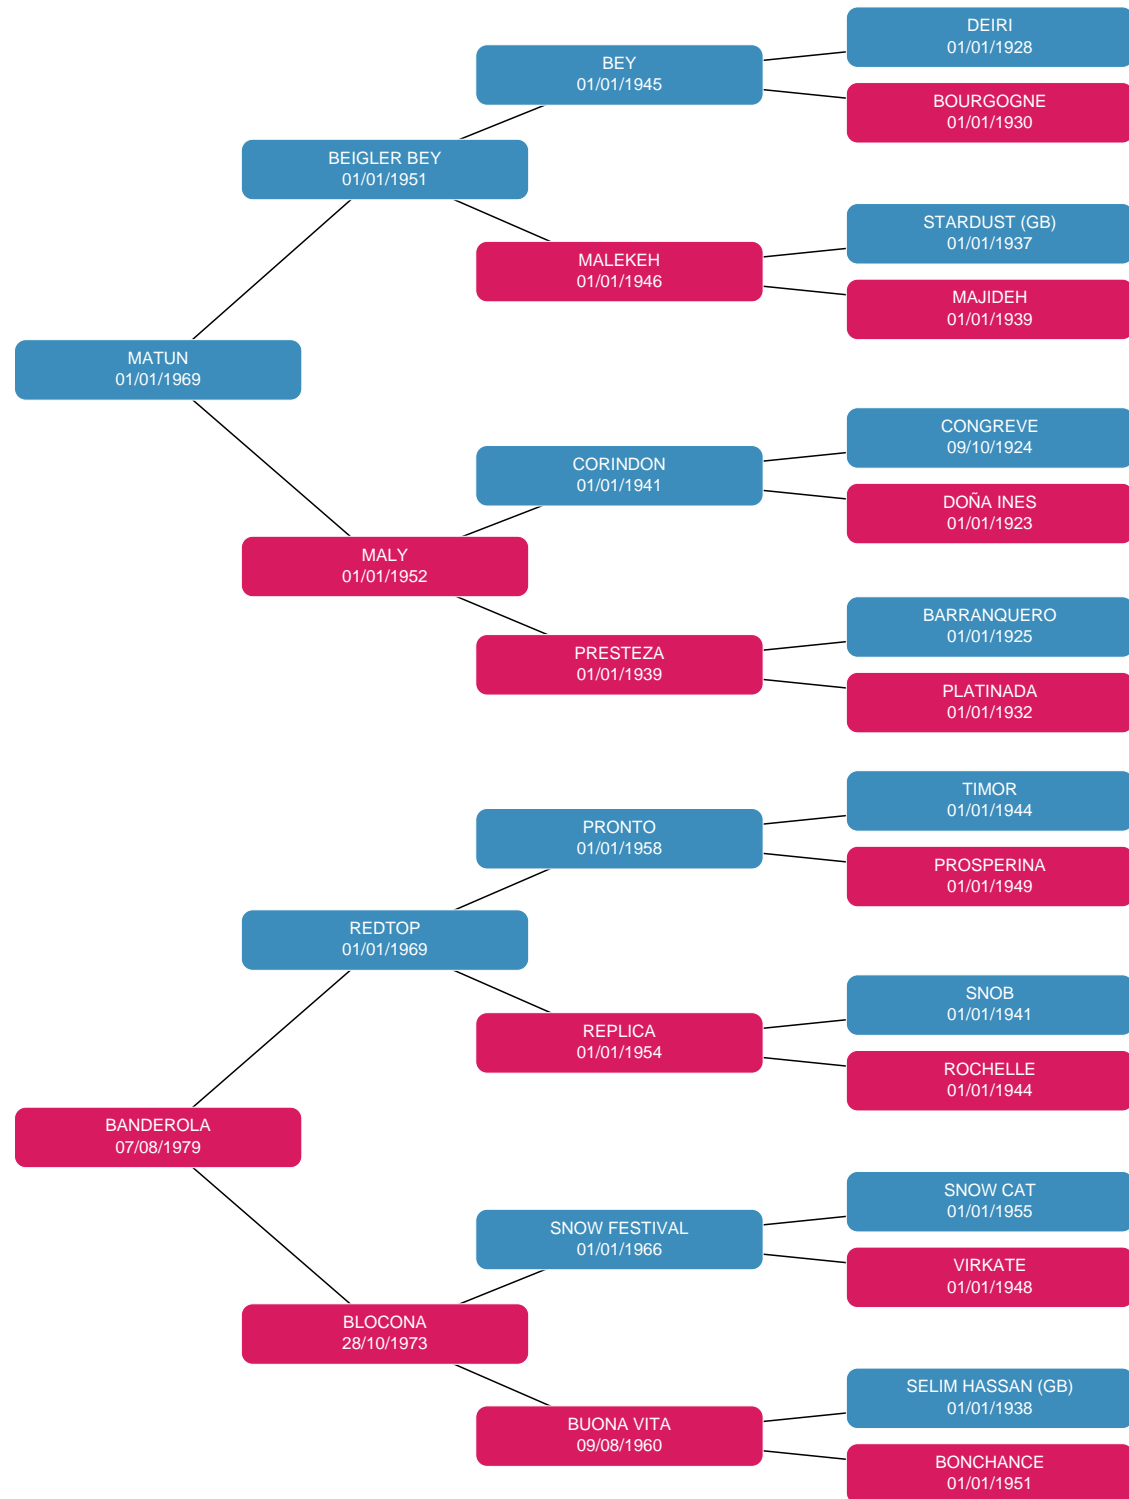 DEIRI
01/01/1928
BEY
01/01/1945
BOURGOGNE
01/01/1930
BEIGLER BEY
01/01/1951
STARDUST (GB)
01/01/1937
MALEKEH
01/01/1946
MAJIDEH
01/01/1939
MATUN
01/01/1969
CONGREVE
09/10/1924
CORINDON
01/01/1941
DOÑA INES
01/01/1923
MALY
01/01/1952
BARRANQUERO
01/01/1925
PRESTEZA
01/01/1939
PLATINADA
01/01/1932
TIMOR
01/01/1944
PRONTO
01/01/1958
PROSPERINA
01/01/1949
REDTOP
01/01/1969
SNOB
01/01/1941
REPLICA
01/01/1954
ROCHELLE
01/01/1944
BANDEROLA
07/08/1979
SNOW CAT
01/01/1955
SNOW FESTIVAL
01/01/1966
VIRKATE
01/01/1948
BLOCONA
28/10/1973
SELIM HASSAN (GB)
01/01/1938
BUONA VITA
09/08/1960
BONCHANCE
01/01/1951